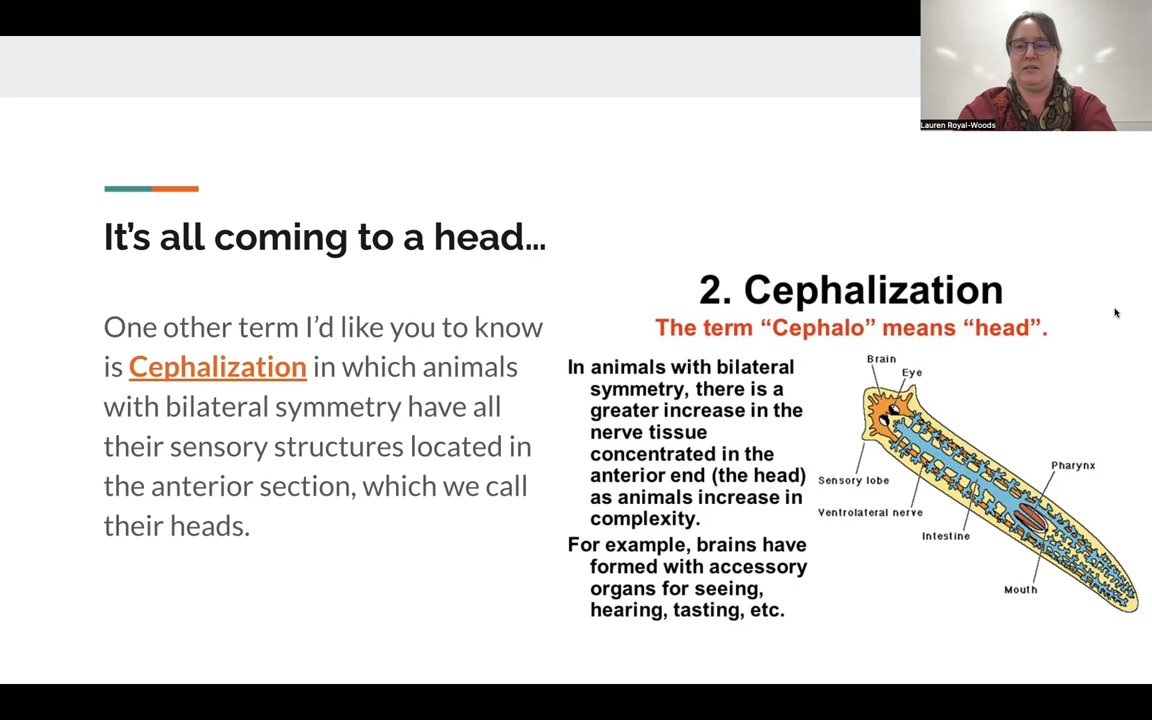 Lauren Royal-Woods
It's all coming to a head...
One other term I'd like you to know
is Cephalization in which animals
with bilateral symmetry have all
their sensory structures located in
the anterior section, which we call
their heads.
2. Cephalization
The term “Cephalo” means “head”.
In animals with bilateral
symmetry, there is a
greater increase in the
nerve tissue
concentrated in the
anterior end (the head)
as animals increase in
complexity.
For example, brains have
formed with accessory
organs for seeing,
hearing, tasting, etc.
Brain
Eye
Pharynx
Sensory lobe
Ventrolateral nerve
Intestine
Mouth